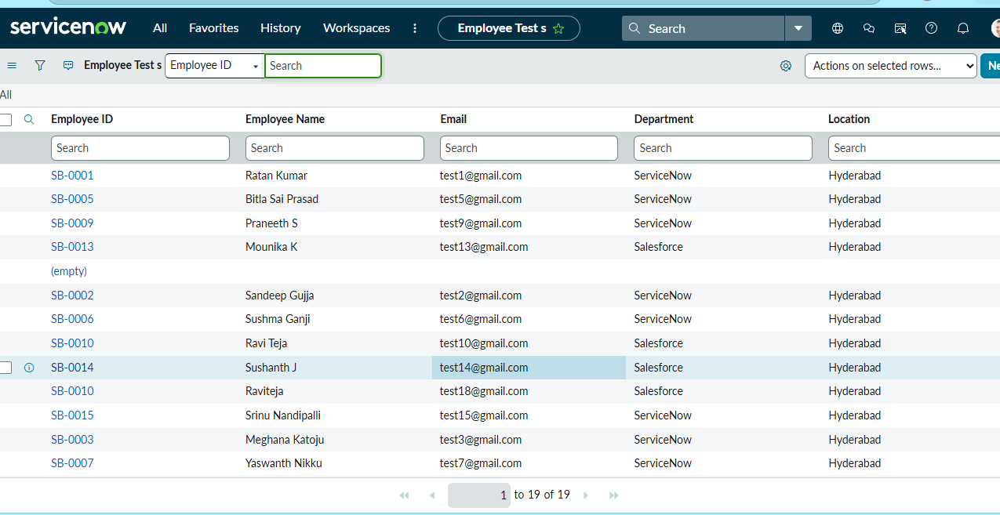 servicenow All Favorites History Workspaces Employee Test s Search
Employee Test s Employee ID Search Actions on selected rows... Ne
All
Employee ID Employee Name Email Department Location
Search Search Search Search Search
SB-0001 Ratan Kumar test1@gmail.com ServiceNow Hyderabad
SB-0005 Bitla Sai Prasad test5@gmail.com ServiceNow Hyderabad
SB-0009 Praneeth S test9@gmail.com ServiceNow Hyderabad
SB-0013 Mounika K test13@gmail.com Salesforce Hyderabad
(empty)
SB-0002 Sandeep Gujja test2@gmail.com ServiceNow Hyderabad
SB-0006 Sushma Ganji test6@gmail.com ServiceNow Hyderabad
SB-0010 Ravi Teja test10@gmail.com Salesforce Hyderabad
SB-0014 Sushanth J test14@gmail.com Salesforce Hyderabad
SB-0010 Raviteja test18@gmail.com Salesforce Hyderabad
SB-0015 Srinu Nandipalli test15@gmail.com ServiceNow Hyderabad
SB-0003 Meghana Katoju test3@gmail.com ServiceNow Hyderabad
SB-0007 Yaswanth Nikku test7@gmail.com ServiceNow Hyderabad
1 to 19 of 19